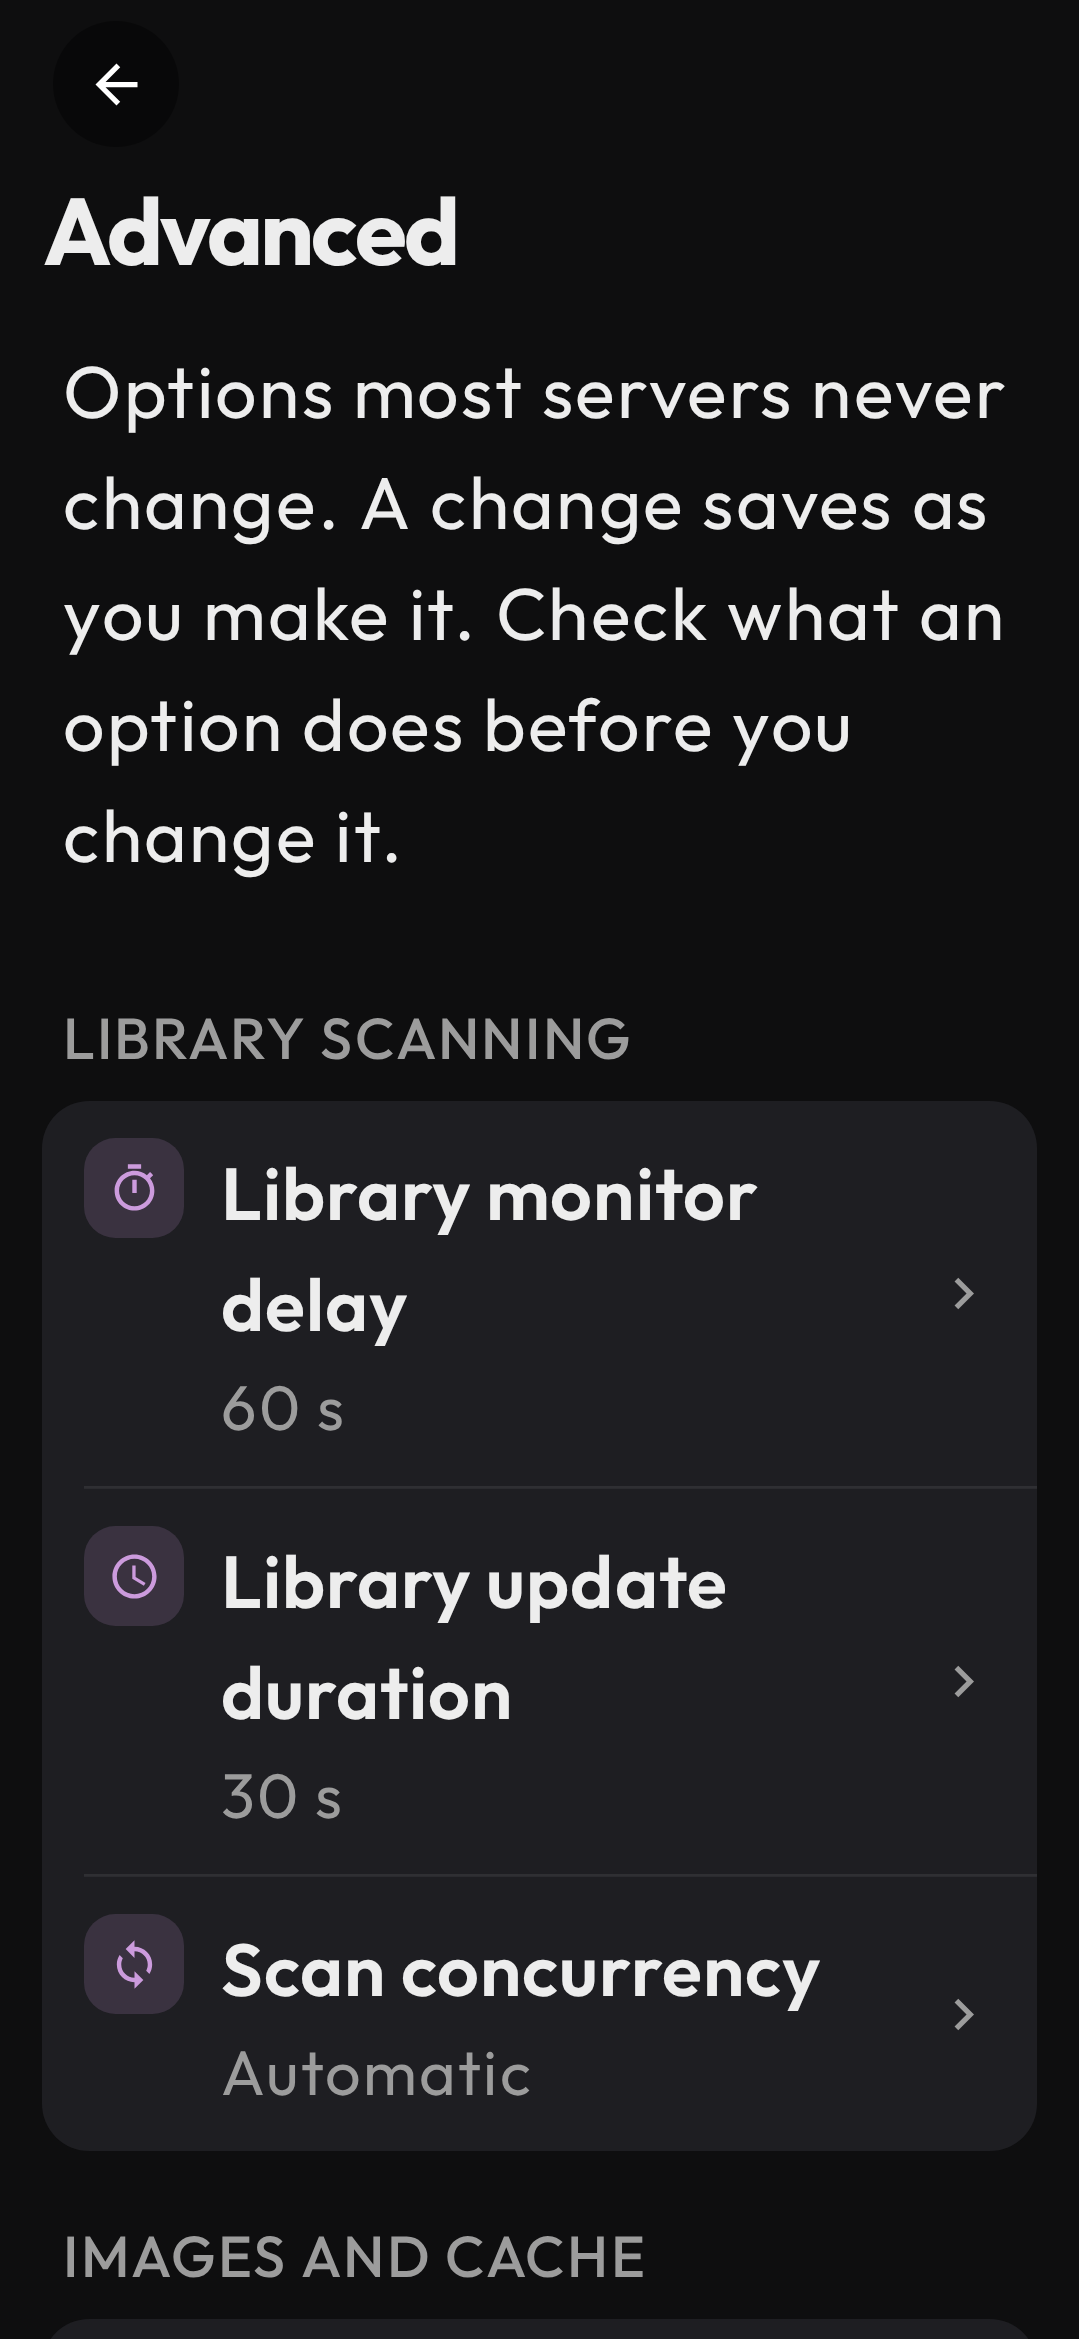 Advanced
Options most servers never
change. A change saves as
you make it. Check what an
option does before you
change it.
LIBRARY SCANNING
Library monitor
delay
60 s
Library update
duration
30 s
Scan concurrency
Automatic
IMAGES AND CACHE